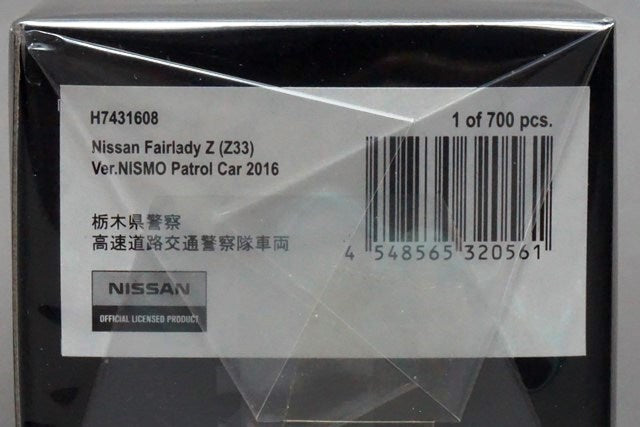 H7431608
1 of 700 pcs.
Nissan Fairlady Z (Z33)
Ver.NISMO Patrol Car 2016
栃木県警察
高速道路交通警察隊車両
4 548565 320561
NISSAN
OFFICIAL LICENSED PRODUCT